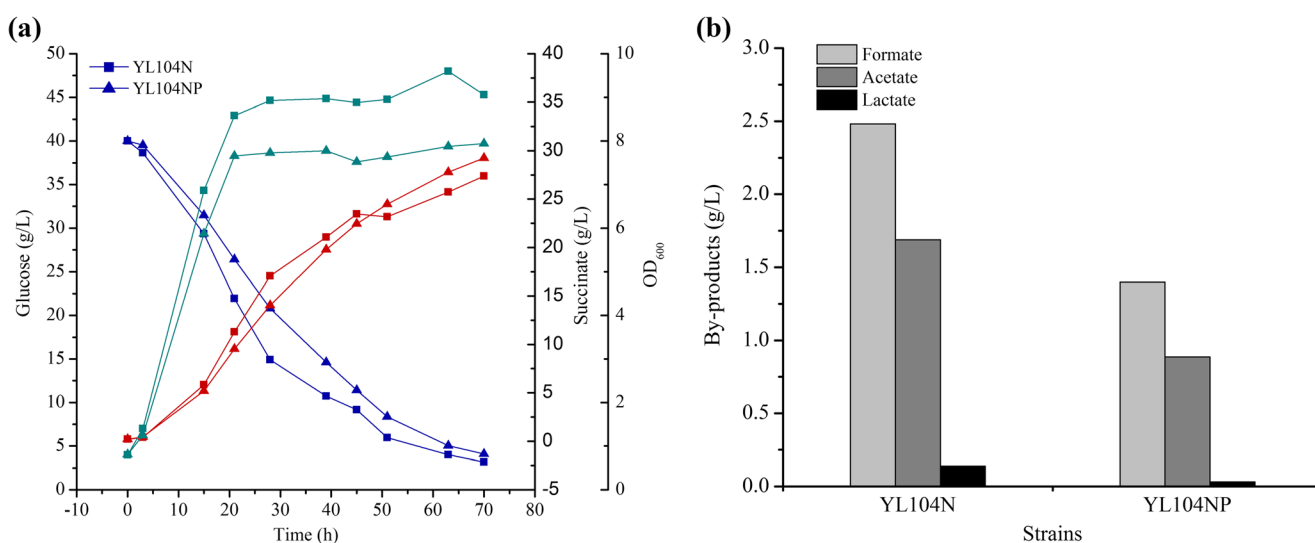 (a)
YL104N
YL104NP
Glucose (g/L)
50
45
40
35
30
25
20
15
10
5
0
-10 0 10 20 30 40 50 60 70 80
Time (h)
Succinate (g/L)
40
35
30
25
20
15
10
5
0
-5
OD600
10
8
6
4
2
0
(b)
Formate
Acetate
Lactate
By-products (g/L)
3.0
2.5
2.0
1.5
1.0
0.5
0.0
YL104N YL104NP
Strains